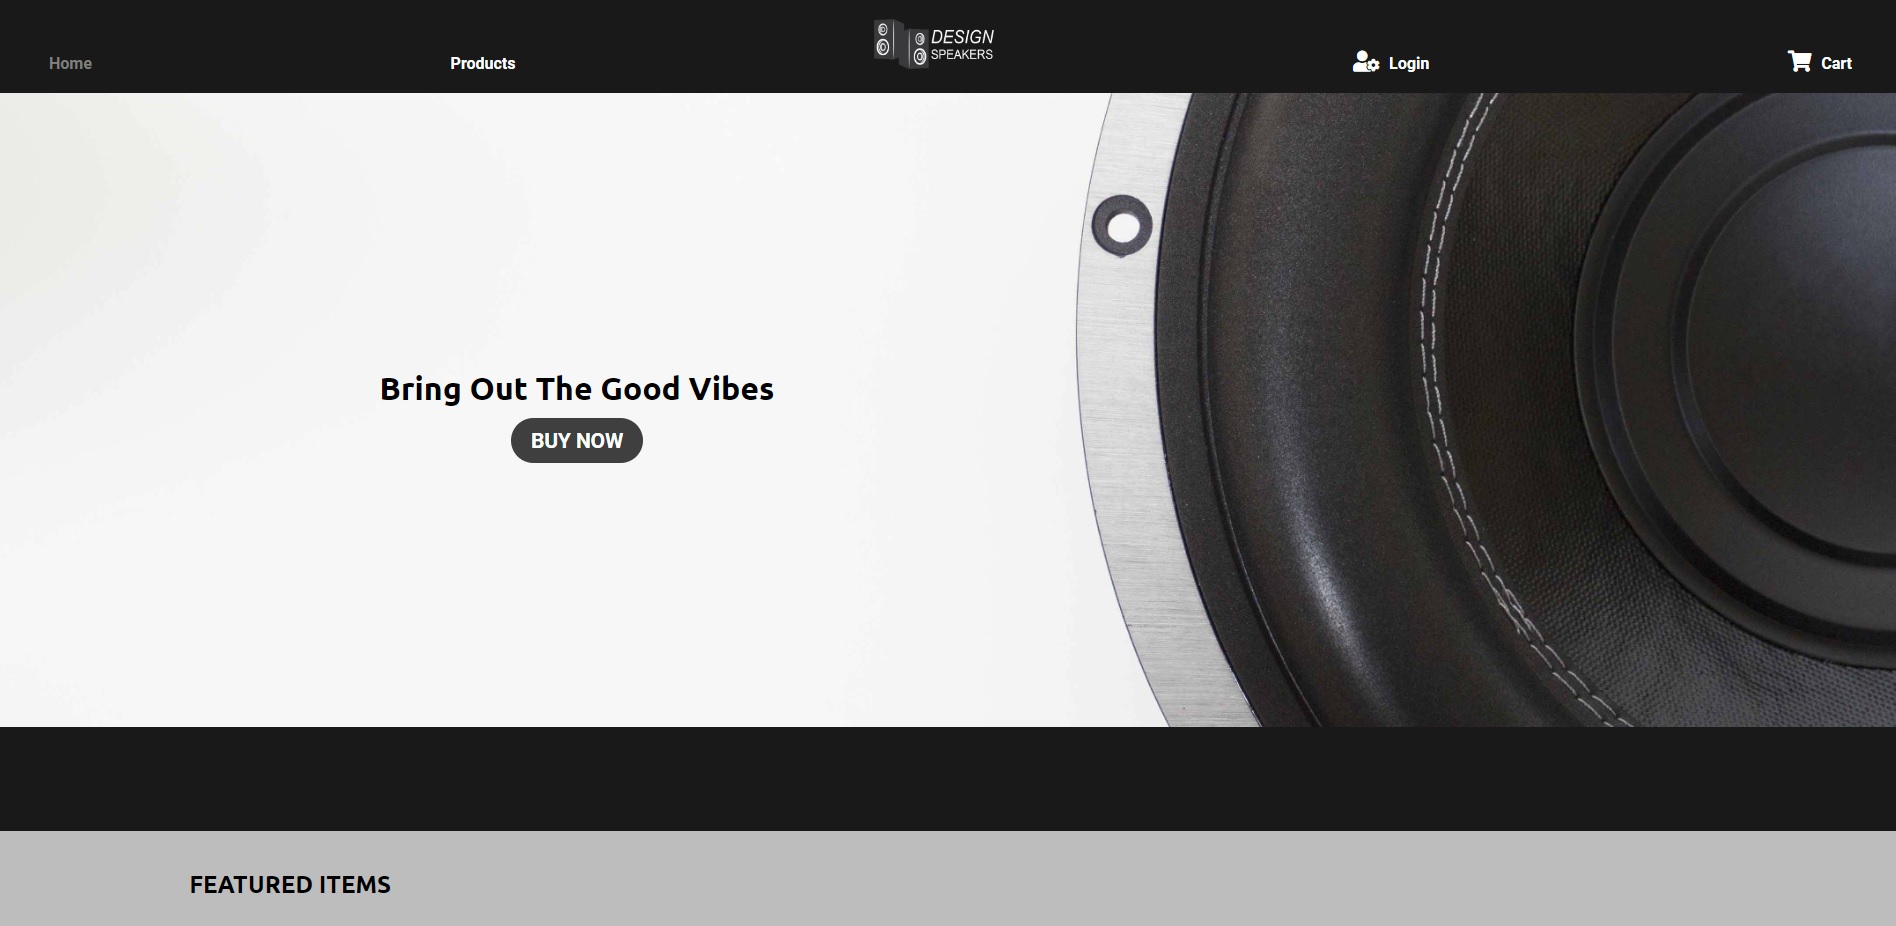 Home
Products
DESIGN
SPEAKERS
Login
Cart
Bring Out The Good Vibes
BUY NOW
FEATURED ITEMS